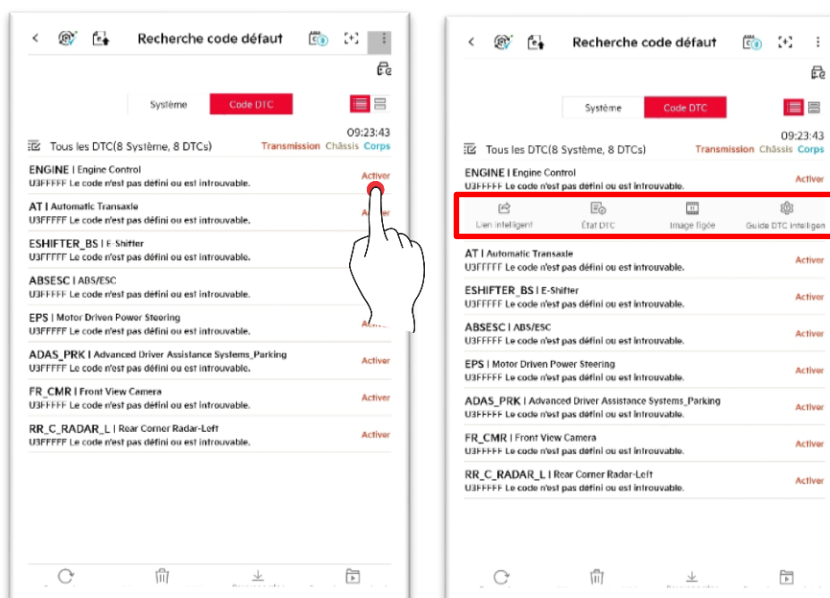 Recherche code défaut
Système
Code DTC
09:23:43
Tous les DTC(8 Système, 8 DTCs)
Transmission Châssis Corps
ENGINE | Engine Control
U3FFFFF Le code n'est pas défini ou est introuvable.
Activer
AT | Automatic Transaxle
U3FFFFF Le code n'est pas défini ou est introuvable.
ESHIFTER_BS | E-Shifter
U3FFFFF Le code n'est pas défini ou est introuvable.
ABSESC | ABS/ESC
U3FFFFF Le code n'est pas défini ou est introuvable.
EPS | Motor Driven Power Steering
U3FFFFF Le code n'est pas défini ou est introuvable.
ADAS_PRK | Advanced Driver Assistance Systems_Parking
U3FFFFF Le code n'est pas défini ou est introuvable.
Activer
FR_CMR | Front View Camera
U3FFFFF Le code n'est pas défini ou est introuvable.
Activer
RR_C_RADAR_L | Rear Corner Radar-Left
U3FFFFF Le code n'est pas défini ou est introuvable.
Activer
Recherche code défaut
Système
Code DTC
09:23:43
Tous les DTC(8 Système, 8 DTCs)
Transmission Châssis Corps
ENGINE | Engine Control
U3FFFFF Le code n'est pas défini ou est introuvable.
Activer
Lien intelligent
État DTC
Image figée
Guide DTC intelligen
AT | Automatic Transaxle
U3FFFFF Le code n'est pas défini ou est introuvable.
Activer
ESHIFTER_BS | E-Shifter
U3FFFFF Le code n'est pas défini ou est introuvable.
Activer
ABSESC | ABS/ESC
U3FFFFF Le code n'est pas défini ou est introuvable.
Activer
EPS | Motor Driven Power Steering
U3FFFFF Le code n'est pas défini ou est introuvable.
Activer
ADAS_PRK | Advanced Driver Assistance Systems_Parking
U3FFFFF Le code n'est pas défini ou est introuvable.
Activer
FR_CMR | Front View Camera
U3FFFFF Le code n'est pas défini ou est introuvable.
Activer
RR_C_RADAR_L | Rear Corner Radar-Left
U3FFFFF Le code n'est pas défini ou est introuvable.
Activer